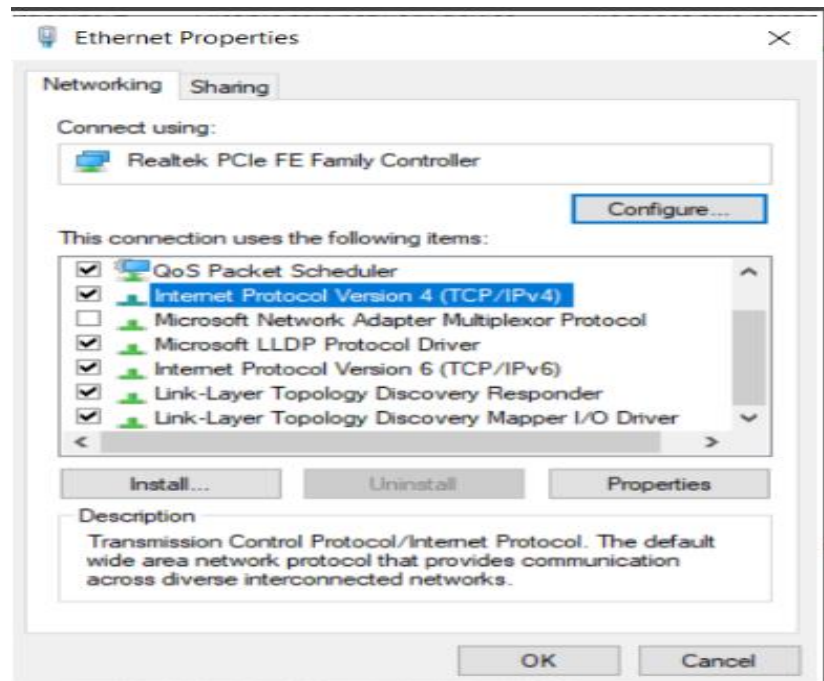 Ethernet Properties
Networking
Sharing
Connect using:
Realtek PCIe FE Family Controller
Configure...
This connection uses the following items:
QoS Packet Scheduler
Internet Protocol Version 4 (TCP/IPv4)
Microsoft Network Adapter Multiplexor Protocol
Microsoft LLDP Protocol Driver
Internet Protocol Version 6 (TCP/IPv6)
Link-Layer Topology Discovery Responder
Link-Layer Topology Discovery Mapper I/O Driver
Install...
Uninstall
Properties
Description
Transmission Control Protocol/Internet Protocol. The default
wide area network protocol that provides communication
across diverse interconnected networks.
OK
Cancel